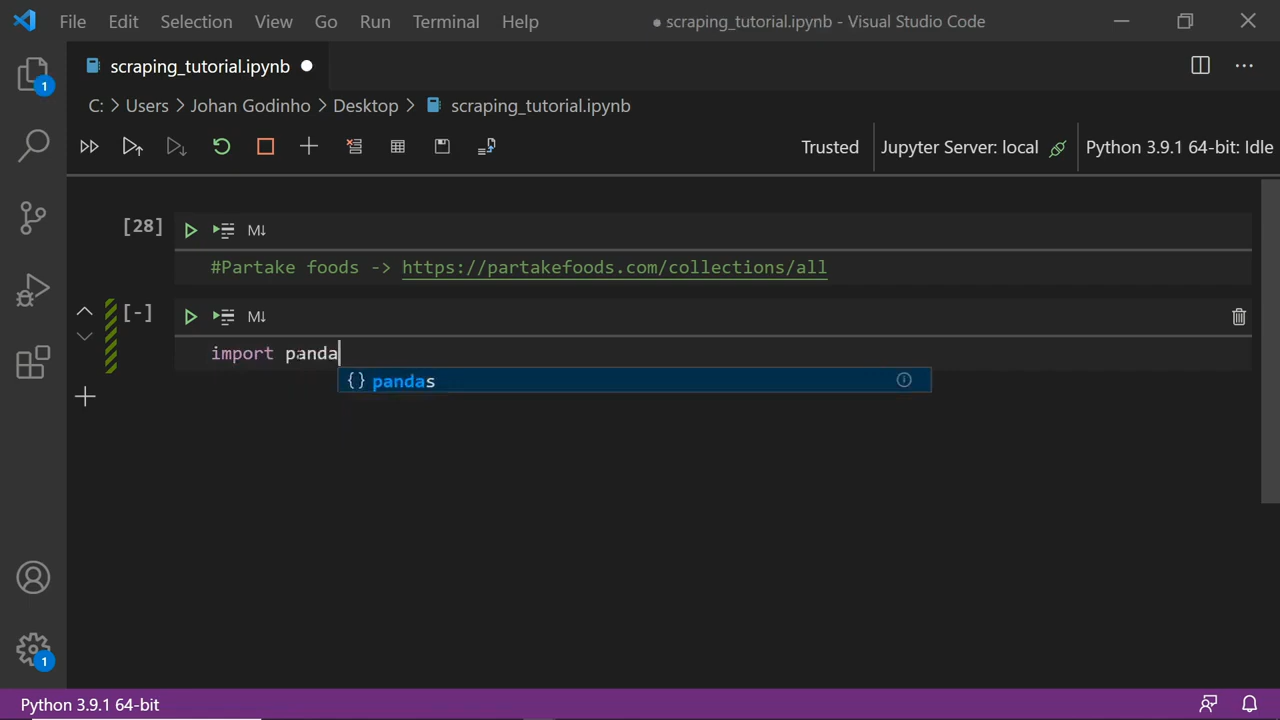 File Edit Selection View Go Run Terminal Help ● scraping_tutorial.ipynb - Visual Studio Code
scraping_tutorial.ipynb
1
C: > Users > Johan Godinho > Desktop > scraping_tutorial.ipynb
Trusted Jupyter Server: local Python 3.9.1 64-bit: Idle
[28] M↓
#Partake foods -> https://partakefoods.com/collections/all
[-] M↓
import panda
{} pandas
1
Python 3.9.1 64-bit